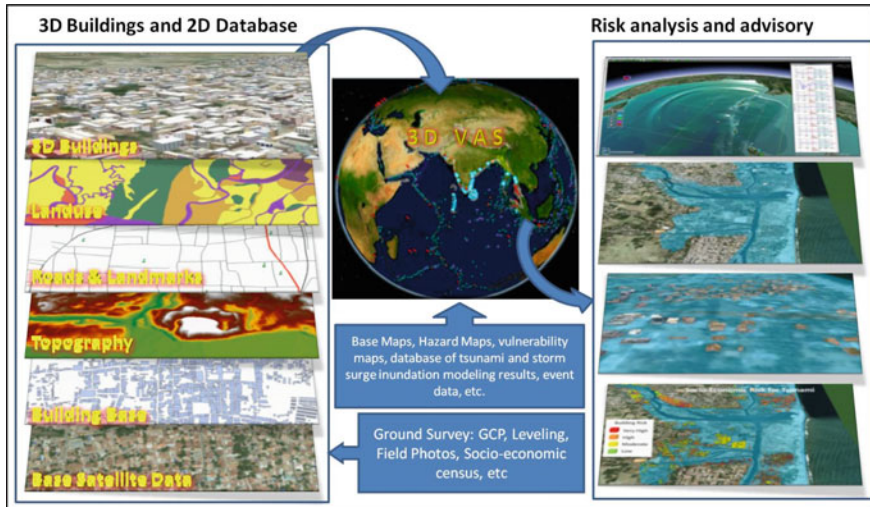 3D Buildings and 2D Database
Risk analysis and advisory
3D Buildings
Landuse
Roads & Landmarks
Topography
Building Base
Base Satellite Data
3D VAS
Base Maps, Hazard Maps, vulnerability
maps, database of tsunami and storm
surge inundation modeling results, event
data, etc.
Ground Survey: GCP, Leveling,
Field Photos, Socio-economic
census, etc
Building Risk
Very High
High
Moderate
Low